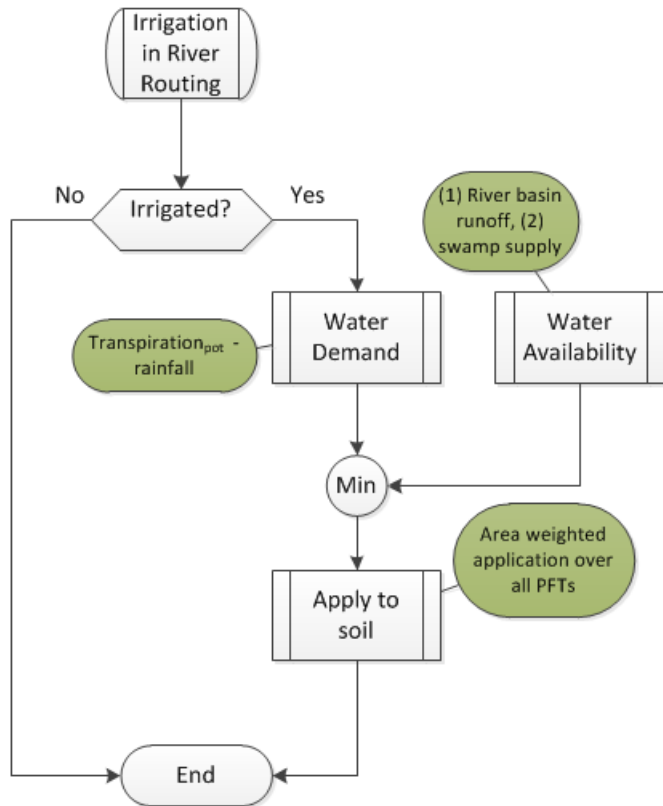 Irrigation
in River
Routing
No
Irrigated?
Yes
(1) River basin
runoff, (2)
swamp supply
Water
Demand
Water
Availability
Transpiration_pot -
rainfall
Min
Area weighted
application over
all PFTs
Apply to
soil
End